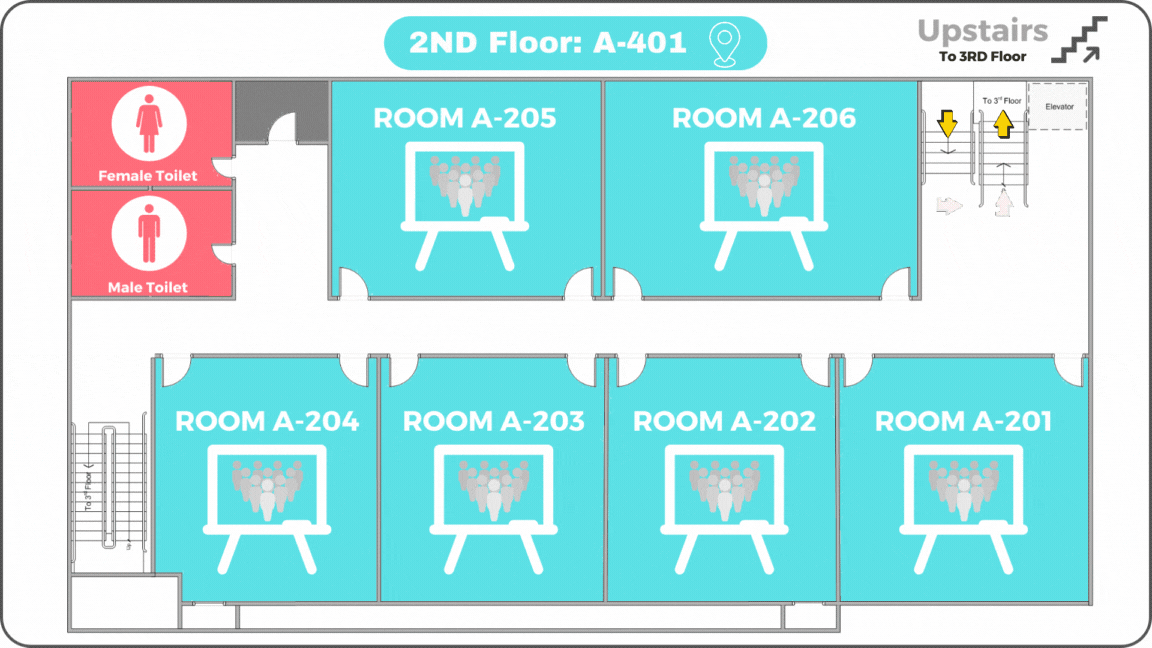 2ND Floor: A-401
Upstairs
To 3RD Floor
Female Toilet
Male Toilet
ROOM A-205
ROOM A-206
To 3rd Floor
Elevator
ROOM A-204
ROOM A-203
ROOM A-202
ROOM A-201
To 3rd Floor
Up